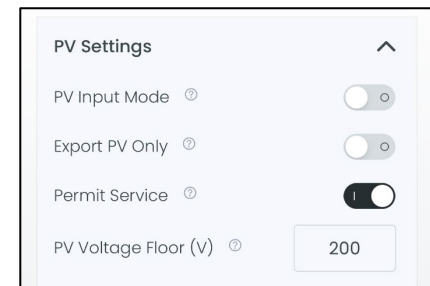 PV Settings
PV Input Mode ?
Export PV Only ?
Permit Service ?
PV Voltage Floor (V) ? 200